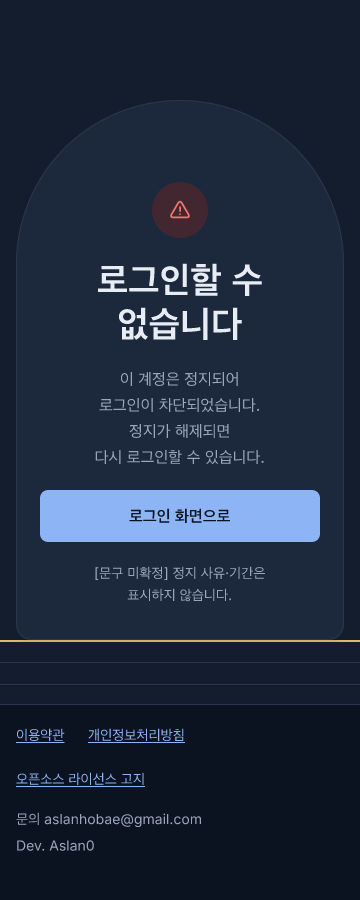 로그인할 수
없습니다
이 계정은 정지되어
로그인이 차단되었습니다.
정지가 해제되면
다시 로그인할 수 있습니다.
로그인 화면으로
[문구 미확정] 정지 사유·기간은
표시하지 않습니다.
이용약관 개인정보처리방침
오픈소스 라이선스 고지
문의 aslanhobae@gmail.com
Dev. Aslan0